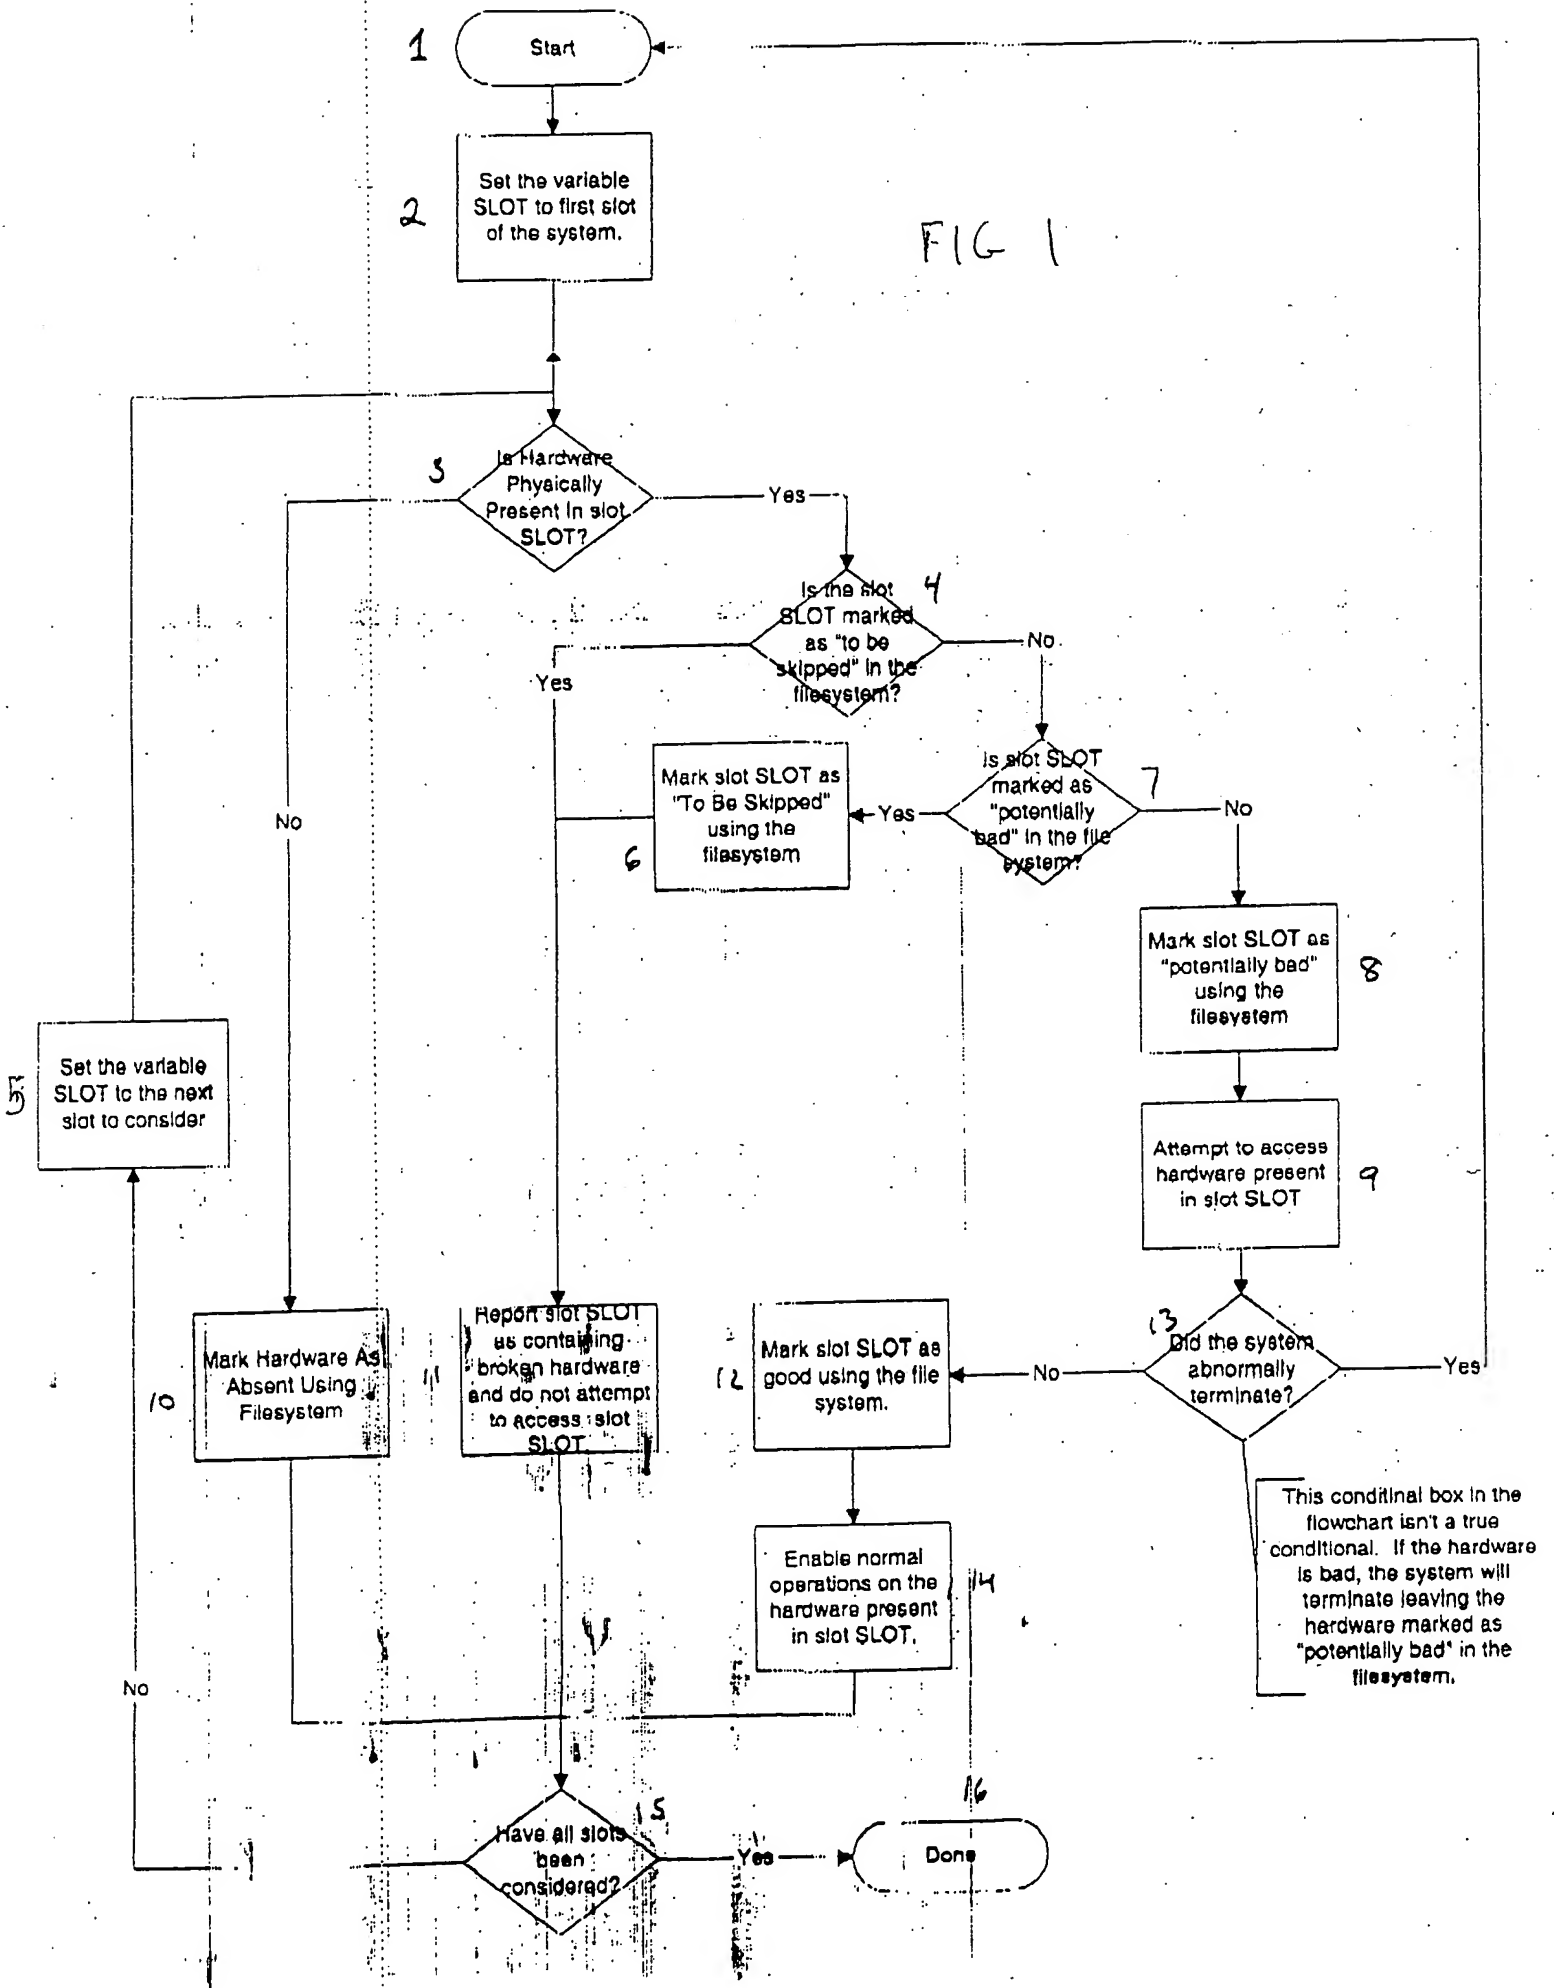 1
Start
2
Set the variable
SLOT to first slot
of the system.
FIG 1
3
Is Hardware
Physically
Present in slot
SLOT?
Yes
Is the slot
SLOT marked
as "to be
skipped" in the
filesystem?
4
No
Yes
Mark slot SLOT as
"To Be Skipped"
using the
filesystem
6
Yes
Is slot SLOT
marked as
"potentially
bad" in the file
system?
7
No
No
Mark slot SLOT as
"potentially bad"
using the
filesystem
8
5
Set the variable
SLOT to the next
slot to consider
Attempt to access
hardware present
in slot SLOT
9
10
Mark Hardware As
Absent Using
Filesystem
11
Report slot SLOT
as containing
broken hardware
and do not attempt
to access slot
SLOT.
12
Mark slot SLOT as
good using the file
system.
No
13
Did the system
abnormally
terminate?
Yes
This conditinal box in the
flowchart isn't a true
conditional. If the hardware
is bad, the system will
terminate leaving the
hardware marked as
"potentially bad" in the
filesystem.
Enable normal
operations on the
hardware present
in slot SLOT.
14
No
15
Have all slots
been
considered?
Yes
16
Done